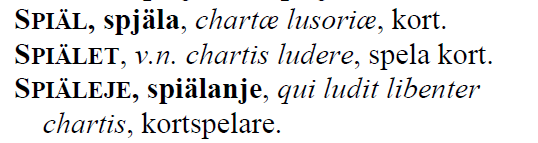 SPIÄL, spjäla, chartæ lusoriæ, kort.
SPIÄLET, v.n. chartis ludere, spela kort.
SPIÄLEJE, spiälanje, qui ludit libenter
chartis, kortspelare.